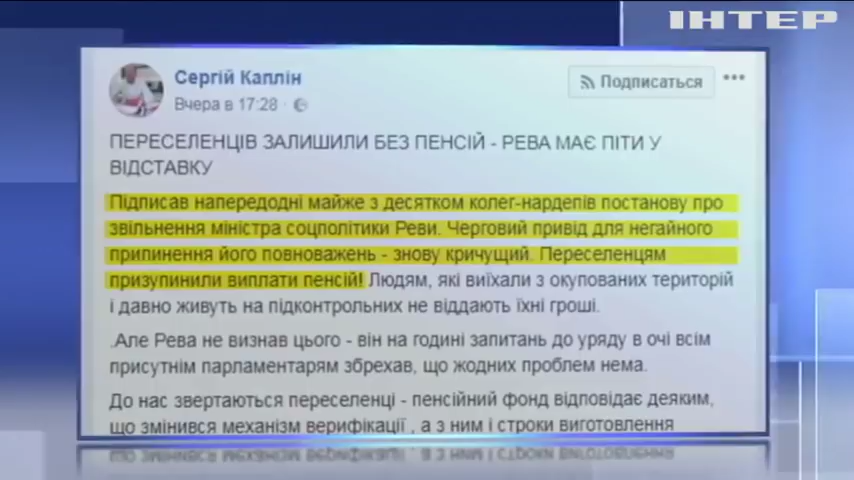 ІНТЕР
Сергій Каплін
Подписаться
Вчера в 17:28
ПЕРЕСЕЛЕНЦІВ ЗАЛИШИЛИ БЕЗ ПЕНСІЙ - РЕВА МАЄ ПІТИ У
ВІДСТАВКУ
Підписав напередодні майже з десятком колег-нардепів постанову про
звільнення міністра соцполітики Реви. Черговий привід для негайного
припинення його повноважень - знову кричущий. Переселенцям
призупинили виплати пенсій! Людям, які виїхали з окупованих територій
і давно живуть на підконтрольних не віддають їхні гроші.
.Але Рева не визнав цього - він на годині запитань до уряду в очі всім
присутнім парламентарям збрехав, що жодних проблем нема.
До нас звертаються переселенці - пенсійний фонд відповідає деяким,
що змінився механізм верифікації , а з ним і строки виготовлення